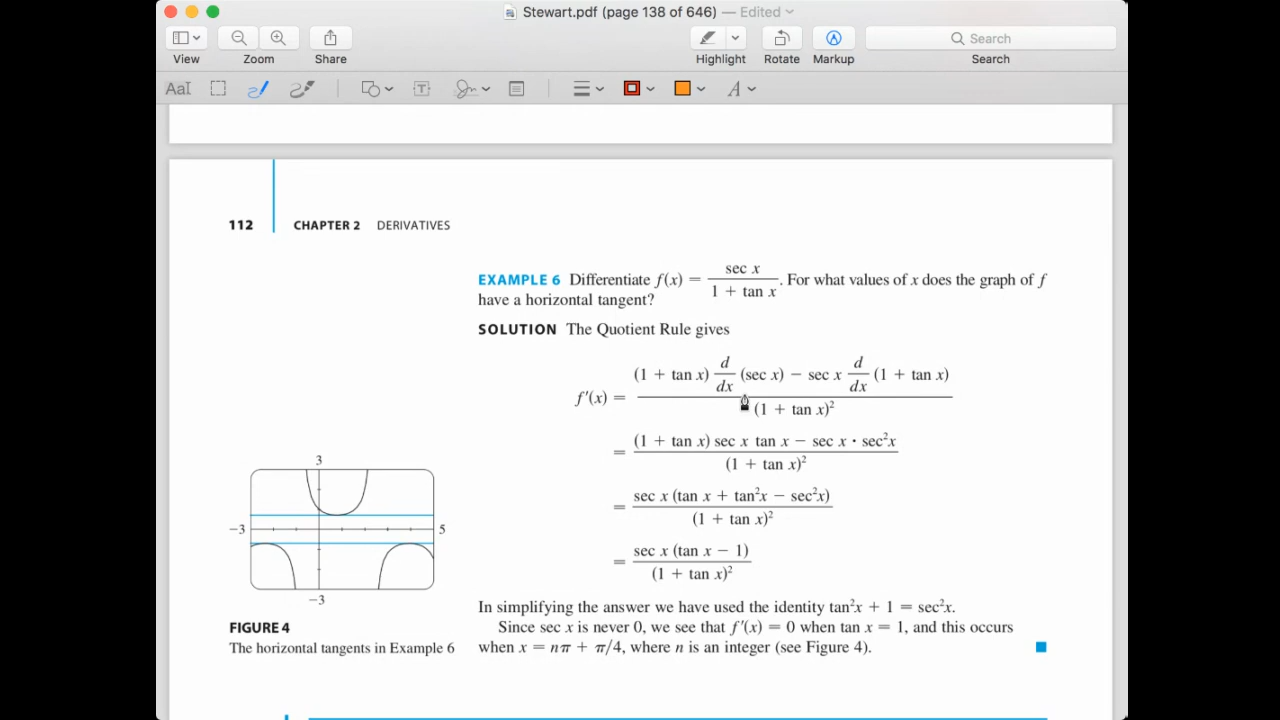 Stewart.pdf (page 138 of 646) — Edited
View Zoom Share Highlight Rotate Markup Search
Search
AaI T A
112 CHAPTER 2 DERIVATIVES
EXAMPLE 6 Differentiate f(x) = sec x / (1 + tan x). For what values of x does the graph of f
have a horizontal tangent?
SOLUTION The Quotient Rule gives
f′(x) = ((1 + tan x) d/dx (sec x) − sec x d/dx (1 + tan x)) / (1 + tan x)²
= ((1 + tan x) sec x tan x − sec x · sec²x) / (1 + tan x)²
= (sec x (tan x + tan²x − sec²x)) / (1 + tan x)²
= (sec x (tan x − 1)) / (1 + tan x)²
3
−3 5
−3
FIGURE 4
The horizontal tangents in Example 6
In simplifying the answer we have used the identity tan²x + 1 = sec²x.
Since sec x is never 0, we see that f′(x) = 0 when tan x = 1, and this occurs
when x = nπ + π/4, where n is an integer (see Figure 4).